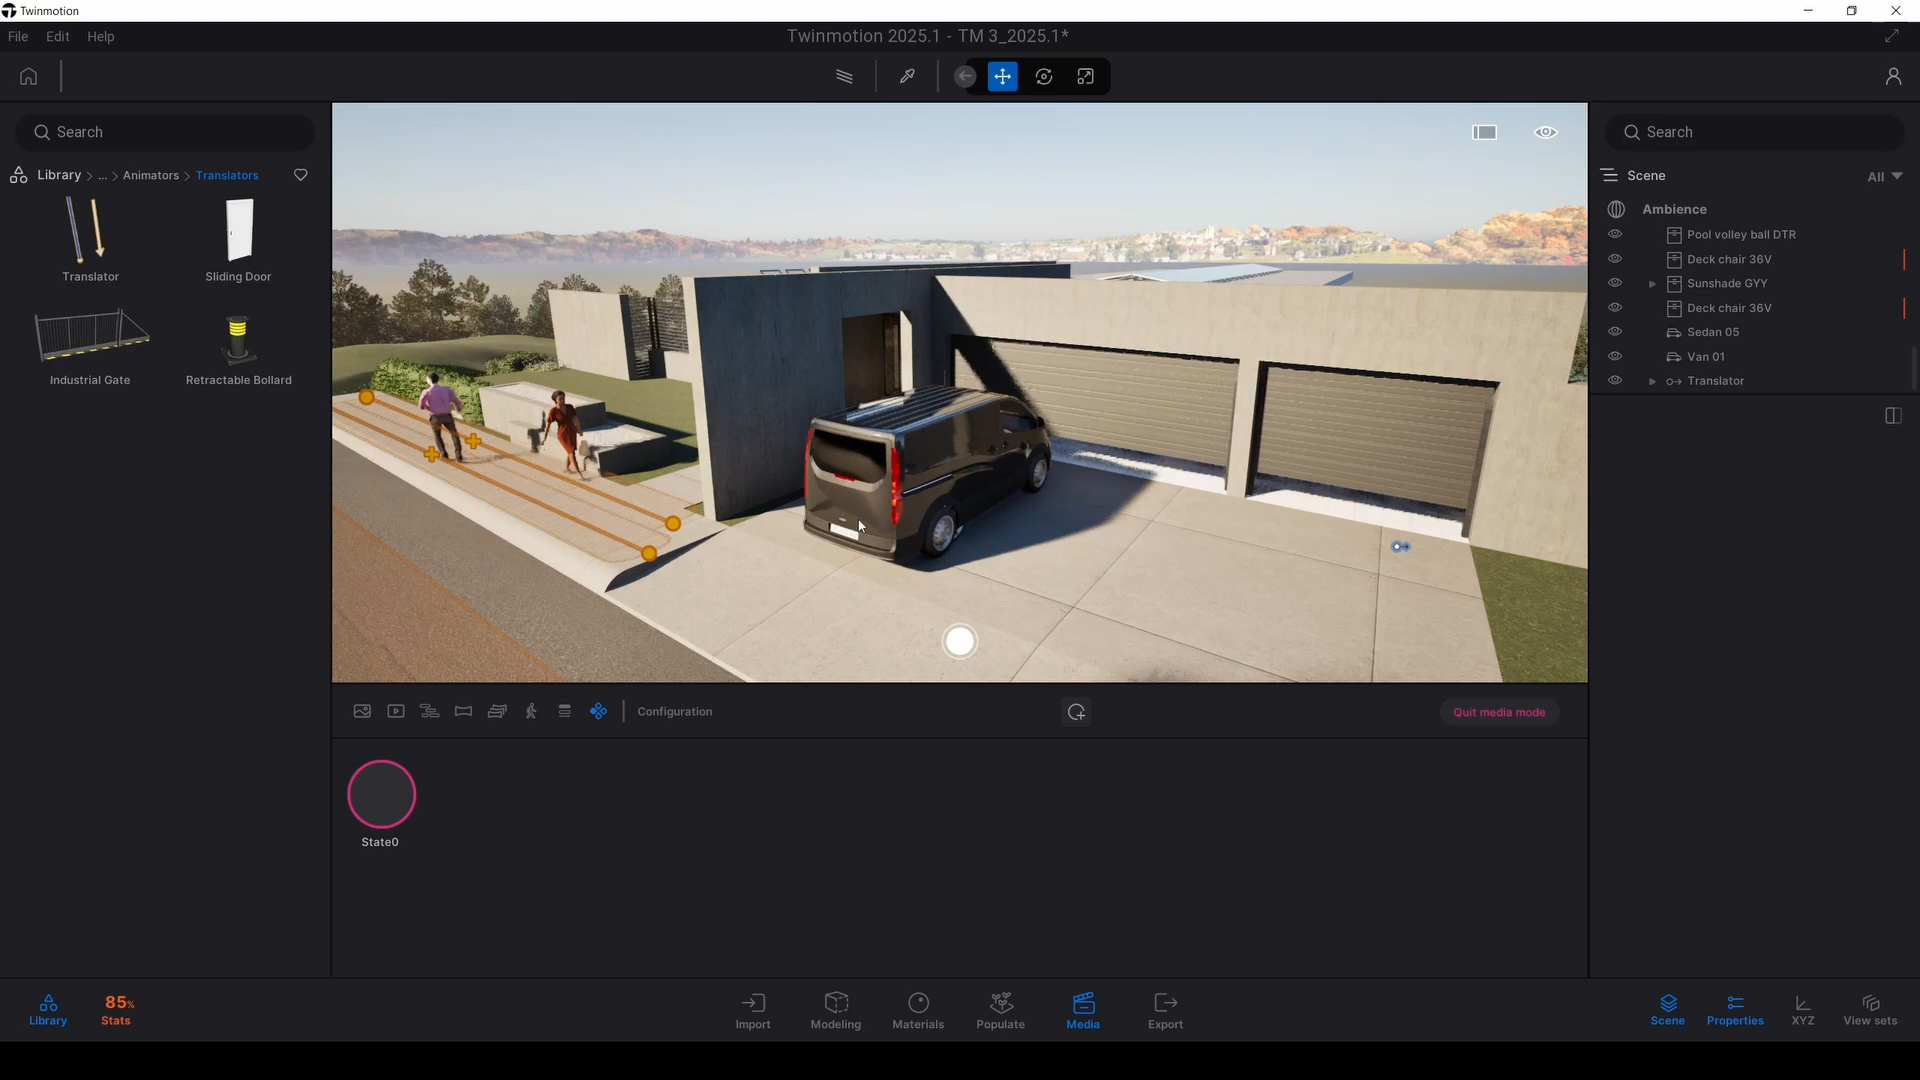 Twinmotion
File Edit Help
Twinmotion 2025.1 - TM 3_2025.1*
Search
Library > ... > Animators > Translators
Translator
Sliding Door
Industrial Gate
Retractable Bollard
Search
Scene
All
Ambience
Pool volley ball DTR
Deck chair 36V
Sunshade GYY
Deck chair 36V
Sedan 05
Van 01
Translator
Configuration
Quit media mode
State0
Library
85%
Stats
Import
Modeling
Materials
Populate
Media
Export
Scene
Properties
XYZ
View sets